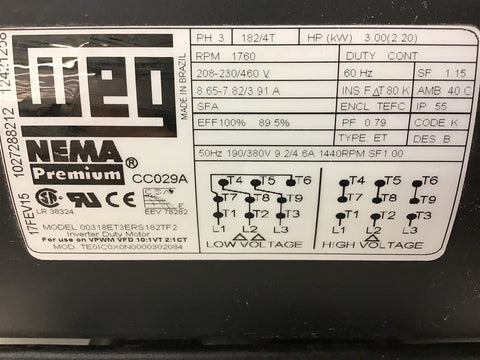 1027288212 12471258
17FEV15
weg
MADE IN BRAZIL
NEMA
Premium ®
CC029A
LR 38324
EEV 78282
MODEL 00318ET3ERS182TF2
Inverter Duty Motor
For use on VPWM VFD 10:1VT 2:1CT
MOD. TE0IC0X0N0000302084
PH 3 182/4T HP (kW) 3.00(2.20)
RPM 1760 DUTY CONT
208-230/460 V 60 Hz SF 1.15
8.65-7.82/3.91 A INS F ΔT 80 K AMB 40 C
SFA ENCL TEFC IP 55
EFF100% 89.5% PF 0.79 CODE K
TYPE ET DES B
50Hz 190/380V 9.2/4.6A 1440RPM SF1.00
T4 T5 T6 T4 T5 T6
T7 T8 T9 T7 T8 T9
T1 T2 T3 T1 T2 T3
L1 L2 L3 L1 L2 L3
LOW VOLTAGE HIGH VOLTAGE